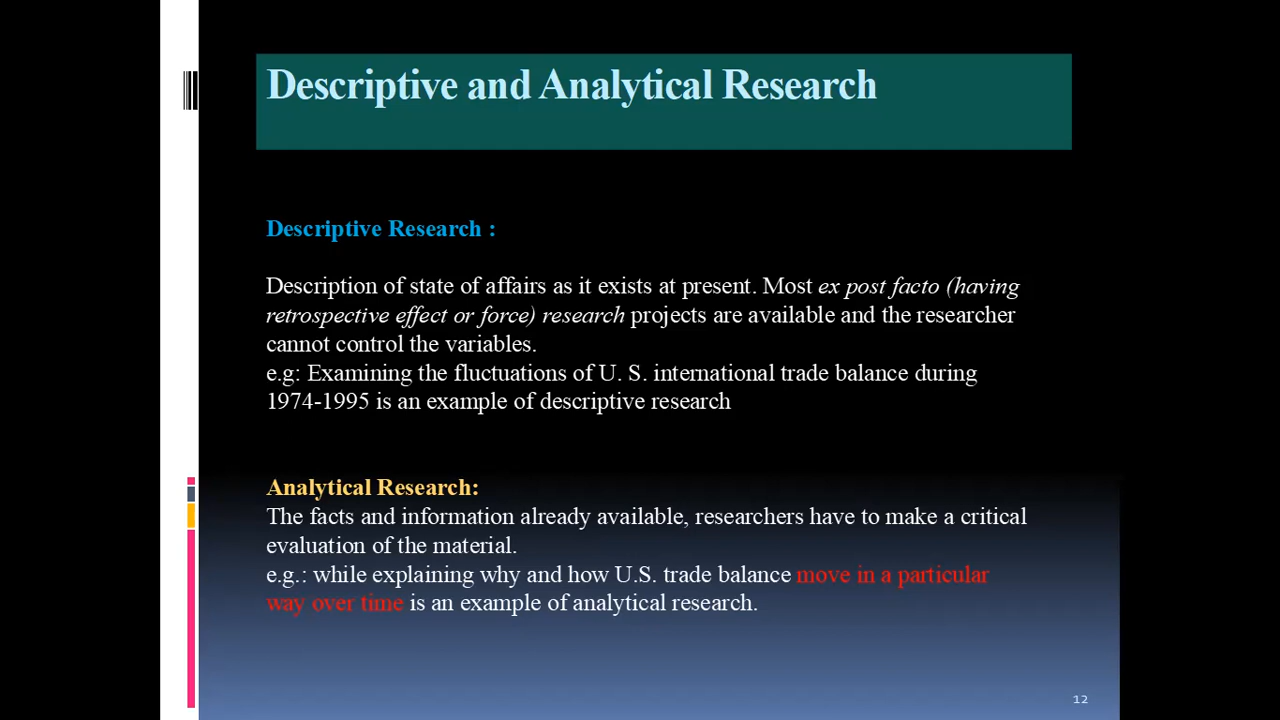 Descriptive and Analytical Research
Descriptive Research :
Description of state of affairs as it exists at present. Most ex post facto (having
retrospective effect or force) research projects are available and the researcher
cannot control the variables.
e.g: Examining the fluctuations of U. S. international trade balance during
1974-1995 is an example of descriptive research
Analytical Research:
The facts and information already available, researchers have to make a critical
evaluation of the material.
e.g.: while explaining why and how U.S. trade balance move in a particular
way over time is an example of analytical research.
12